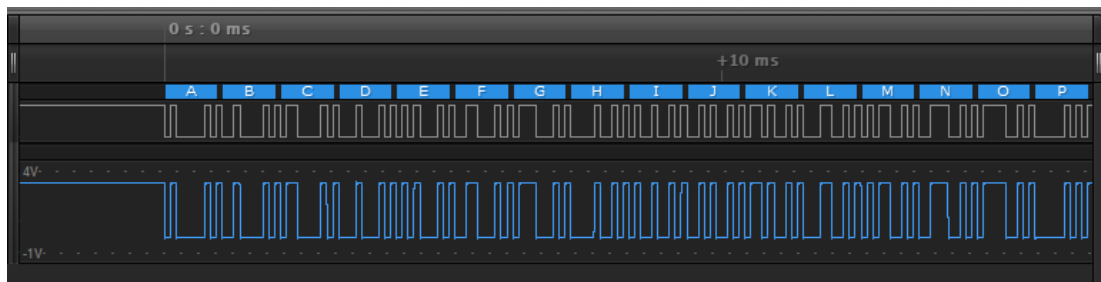 0 s : 0 ms
+10 ms
A B C D E F G H I J K L M N O P
4V
-1V